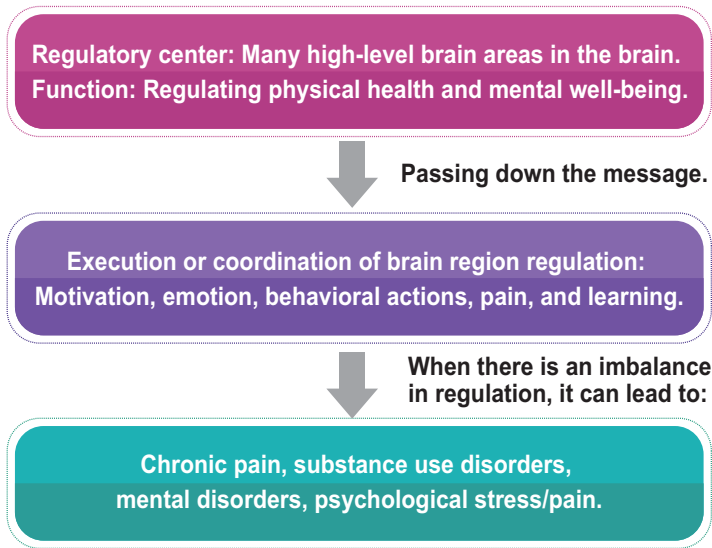 Regulatory center: Many high-level brain areas in the brain.
Function: Regulating physical health and mental well-being.
Passing down the message.
Execution or coordination of brain region regulation:
Motivation, emotion, behavioral actions, pain, and learning.
When there is an imbalance
in regulation, it can lead to:
Chronic pain, substance use disorders,
mental disorders, psychological stress/pain.